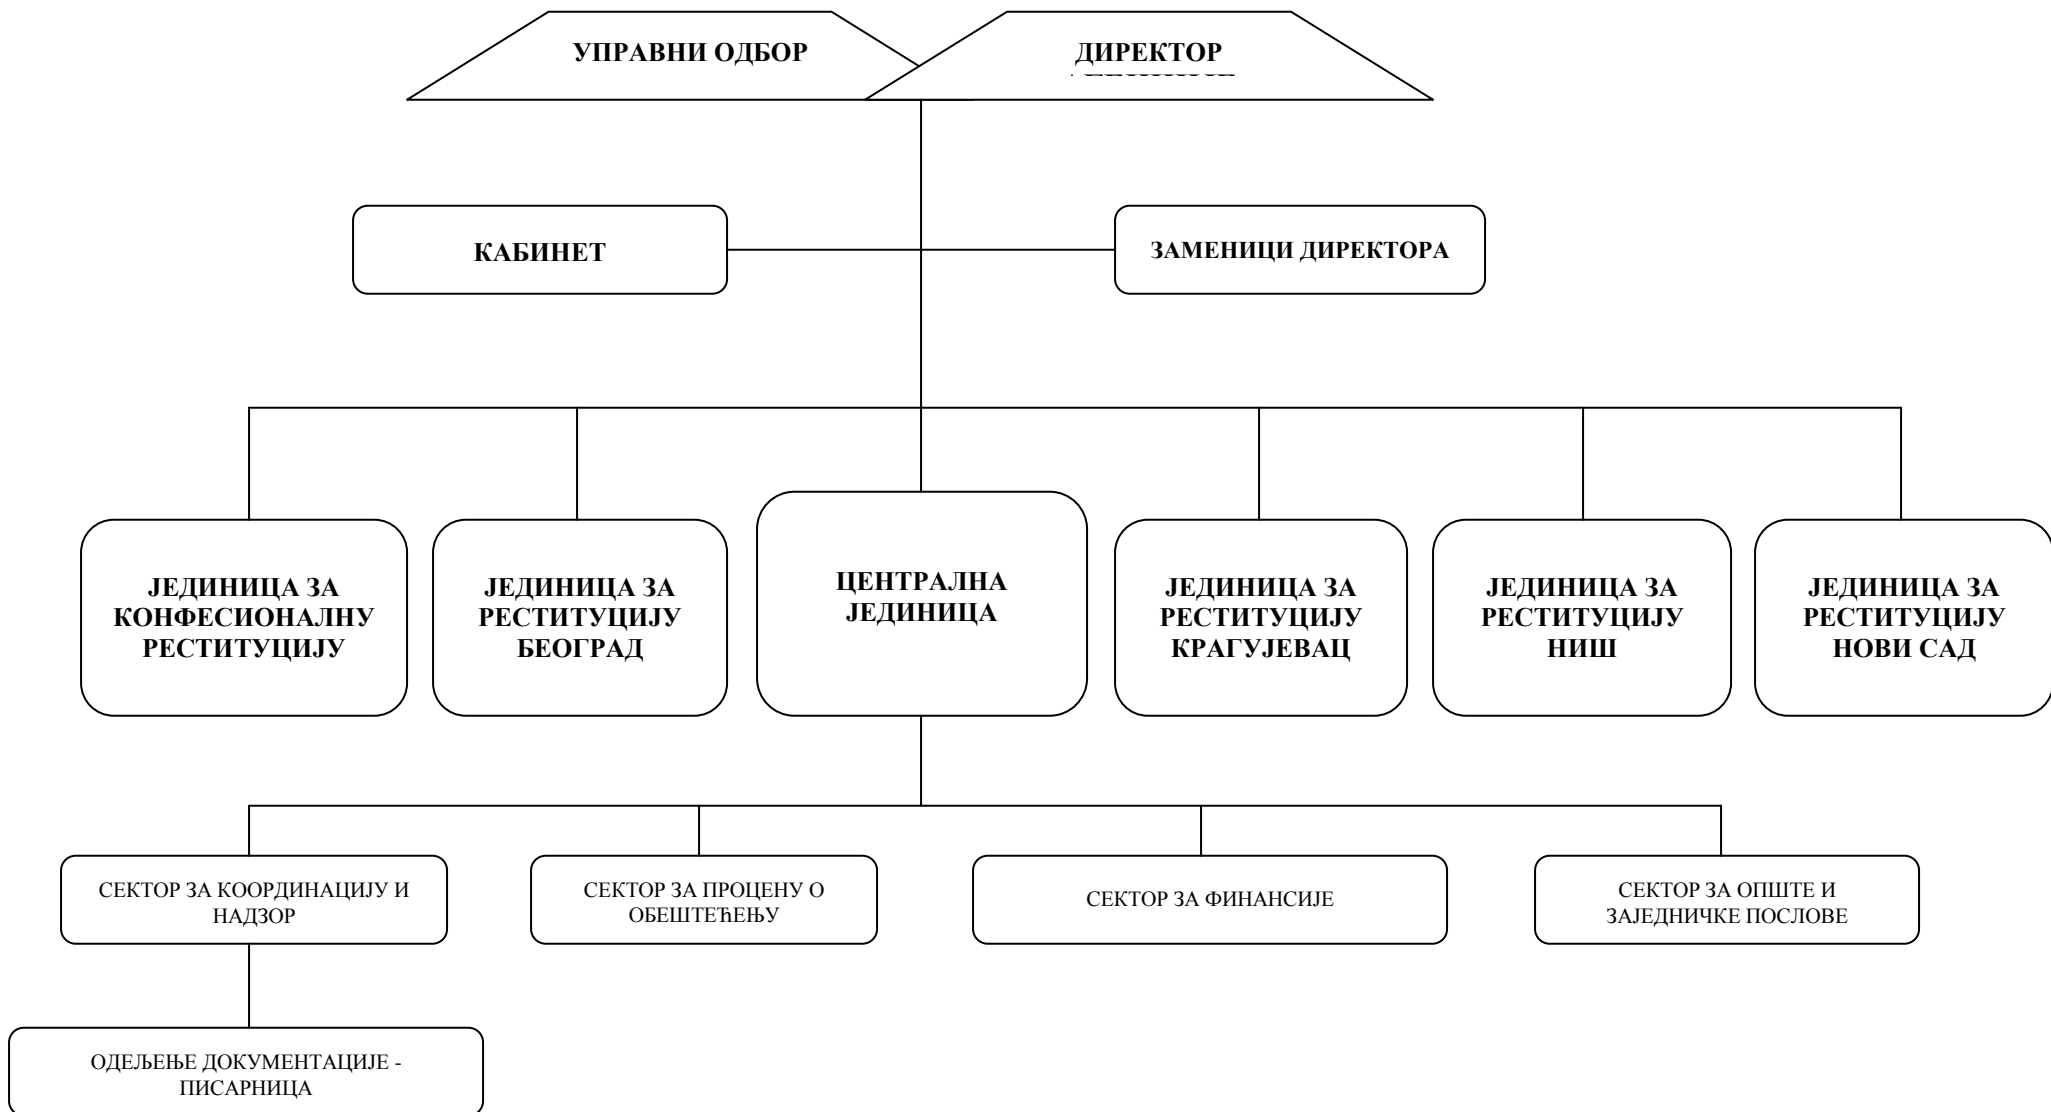 УПРАВНИ ОДБОР
ДИРЕКТОР
КАБИНЕТ
ЗАМЕНИЦИ ДИРЕКТОРА
ЈЕДИНИЦА ЗА
КОНФЕСИОНАЛНУ
РЕСТИТУЦИЈУ
ЈЕДИНИЦА ЗА
РЕСТИТУЦИЈУ
БЕОГРАД
ЦЕНТРАЛНА
ЈЕДИНИЦА
ЈЕДИНИЦА ЗА
РЕСТИТУЦИЈУ
КРАГУЈЕВАЦ
ЈЕДИНИЦА ЗА
РЕСТИТУЦИЈУ
НИШ
ЈЕДИНИЦА ЗА
РЕСТИТУЦИЈУ
НОВИ САД
СЕКТОР ЗА КООРДИНАЦИЈУ И
НАДЗОР
СЕКТОР ЗА ПРОЦЕНУ О
ОБЕШТЕЋЕЊУ
СЕКТОР ЗА ФИНАНСИЈЕ
СЕКТОР ЗА ОПШТЕ И
ЗАЈЕДНИЧКЕ ПОСЛОВЕ
ОДЕЉЕЊЕ ДОКУМЕНТАЦИЈЕ -
ПИСАРНИЦА